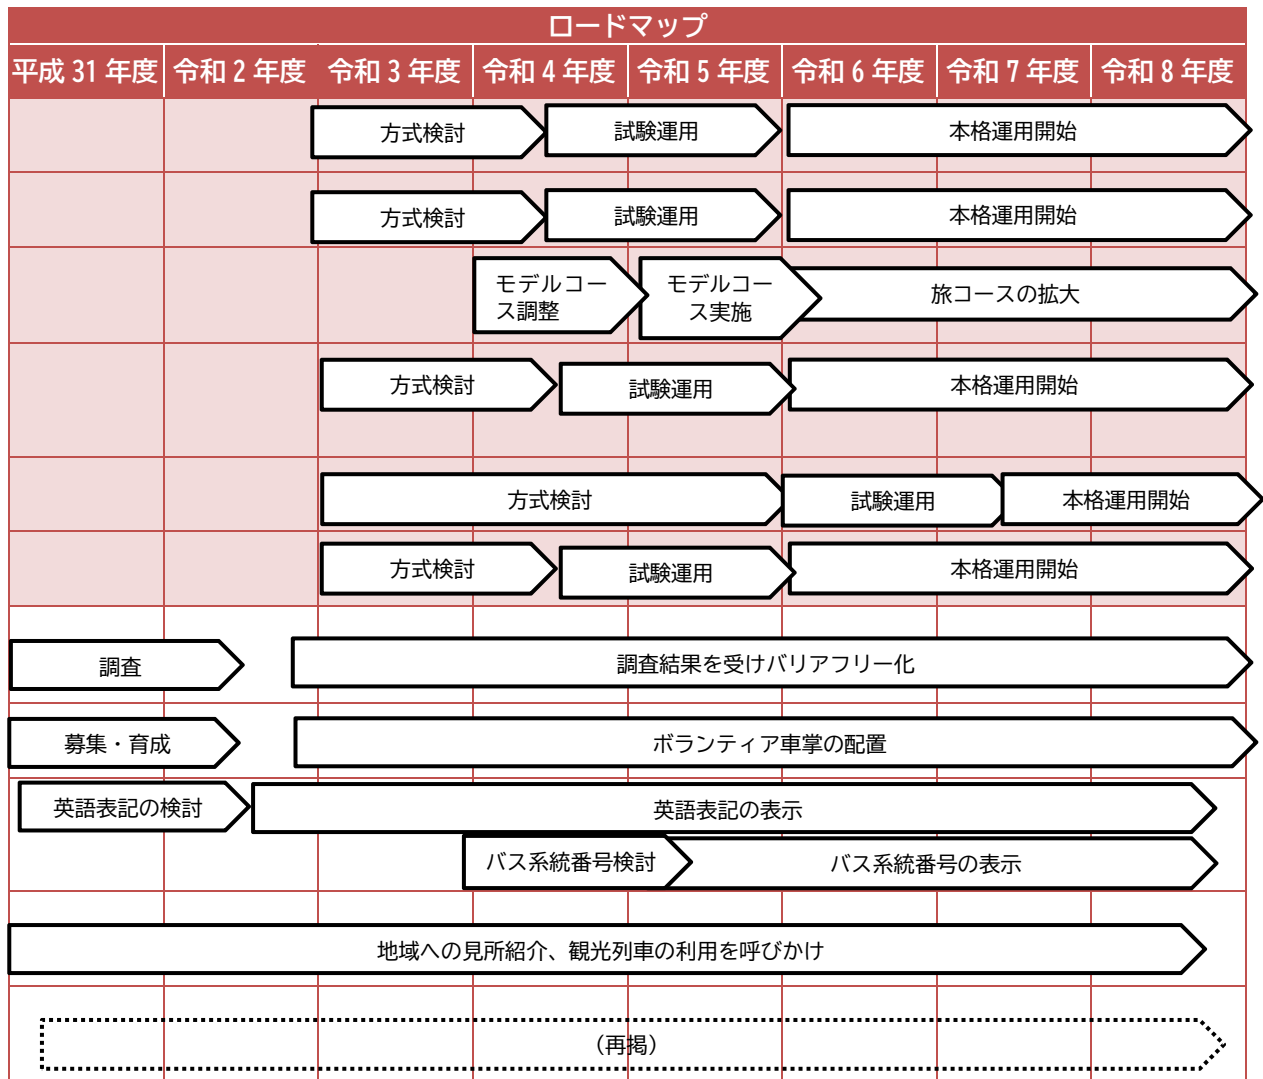 ロードマップ
平成 31 年度 令和 2 年度 令和 3 年度 令和 4 年度 令和 5 年度 令和 6 年度 令和 7 年度 令和 8 年度
方式検討 試験運用 本格運用開始
方式検討 試験運用 本格運用開始
モデルコー
ス調整
モデルコー
ス実施
旅コースの拡大
方式検討 試験運用 本格運用開始
方式検討 試験運用 本格運用開始
方式検討 試験運用 本格運用開始
調査 調査結果を受けバリアフリー化
募集・育成 ボランティア車掌の配置
英語表記の検討 英語表記の表示
バス系統番号検討 バス系統番号の表示
地域への見所紹介、観光列車の利用を呼びかけ
（再掲）